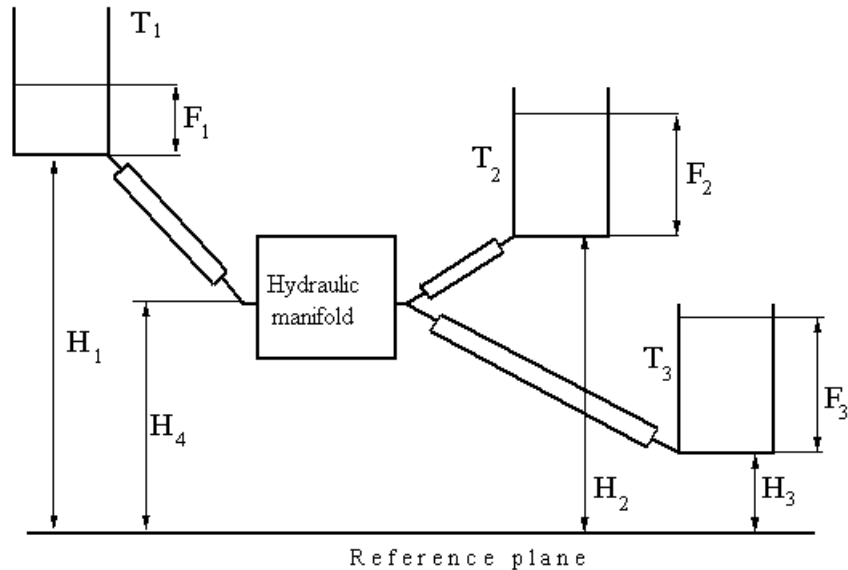 T1
F1
T2
F2
Hydraulic
manifold
H1
T3
F3
H4
H2
H3
Reference plane